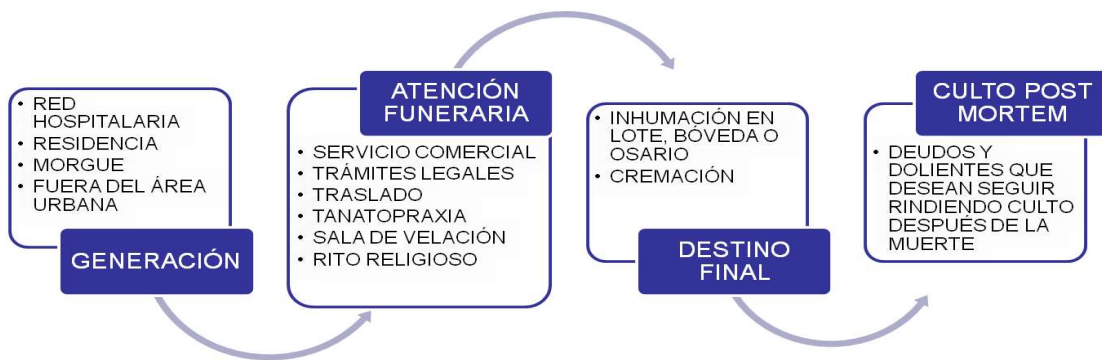 • RED
HOSPITALARIA
• RESIDENCIA
• MORGUE
• FUERA DEL ÁREA
URBANA
GENERACIÓN
ATENCIÓN
FUNERARIA
• SERVICIO COMERCIAL
• TRÁMITES LEGALES
• TRASLADO
• TANATOPRAXIA
• SALA DE VELACIÓN
• RITO RELIGIOSO
• INHUMACIÓN EN
LOTE, BÓVEDA O
OSARIO
• CREMACIÓN
DESTINO
FINAL
CULTO POST
MORTEM
• DEUDOS Y
DOLIENTES QUE
DESEAN SEGUIR
RINDIENDO CULTO
DESPUÉS DE LA
MUERTE